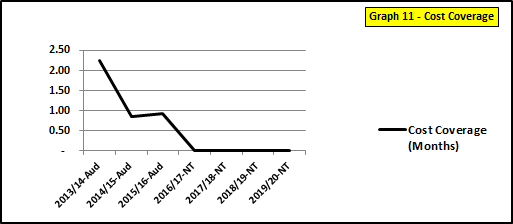 Graph 11 - Cost Coverage
2.50
2.00
1.50
1.00
0.50
-
2013/14-Aud
2014/15-Aud
2015/16-Aud
2016/17-NT
2017/18-NT
2018/19-NT
2019/20-NT
Cost Coverage
(Months)